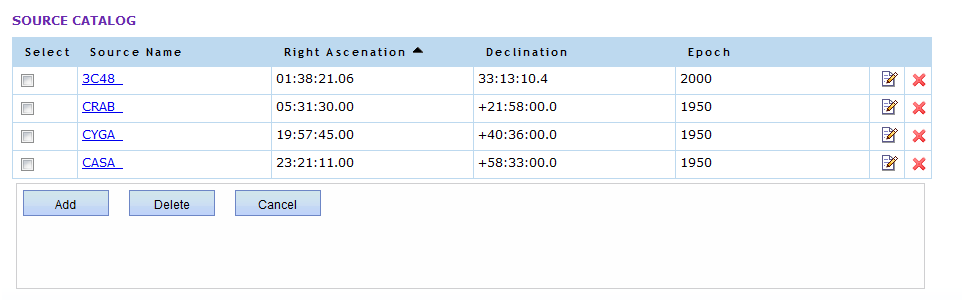 SOURCE CATALOG
Select Source Name Right Ascenation Declination Epoch
3C48 01:38:21.06 33:13:10.4 2000
CRAB 05:31:30.00 +21:58:00.0 1950
CYGA 19:57:45.00 +40:36:00.0 1950
CASA 23:21:11.00 +58:33:00.0 1950
Add Delete Cancel